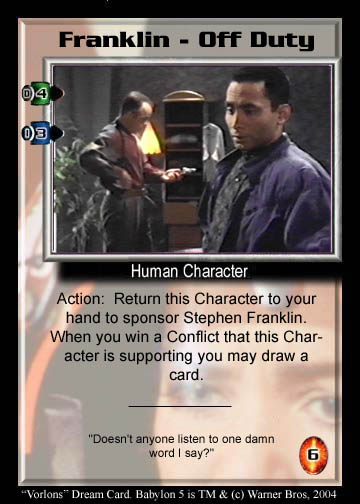 Franklin - Off Duty
0 4
0 3
Human Character
Action: Return this Character to your
hand to sponsor Stephen Franklin.
When you win a Conflict that this Char-
acter is supporting you may draw a
card.
"Doesn't anyone listen to one damn
word I say?"
6
"Vorlons" Dream Card. Babylon 5 is TM & (c) Warner Bros, 2004